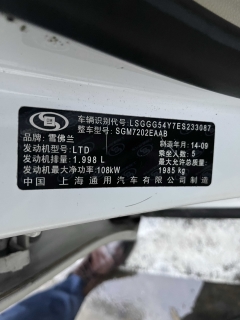 车辆识别代号: LSGGG54Y7ES233087
整车型号: SGM7202EAAB
品牌: 雪佛兰 制造年月: 14-09
发动机型号: LTD 乘坐人数: 5
发动机排量: 1.998 L 最大允许总质量:
发动机最大净功率: 108kW 1985 kg
中国 上海通用汽车有限公司制造